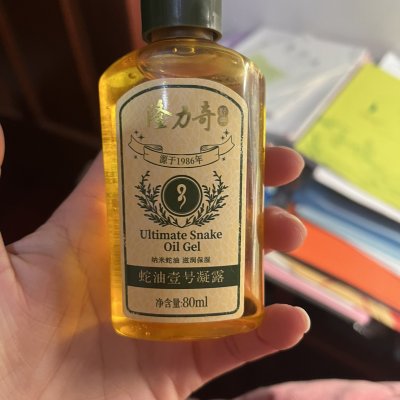 隆力奇
源于1986年
Ultimate Snake
Oil Gel
纳米蛇油 滋润保湿
蛇油壹号凝露
净含量:80ml